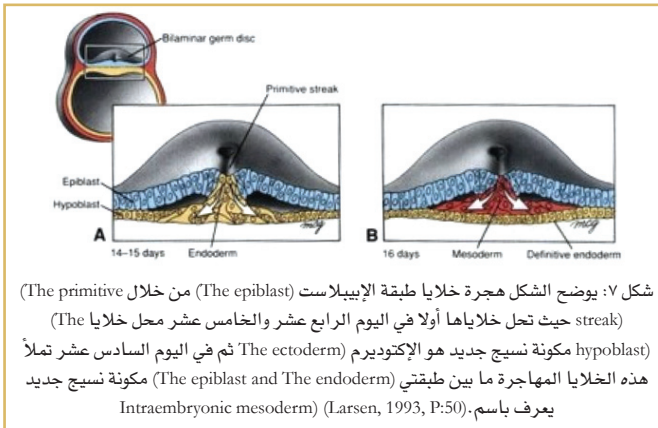 Bilaminar germ disc
Primitive streak
Epiblast
Hypoblast
A
B
14–15 days
Endoderm
16 days
Mesoderm
Definitive endoderm
شكل ٧: يوضح الشكل هجرة خلايا طبقة الإيبيبلاست (The epiblast) من خلال (The primitive
streak) حيث تحل خلاياها أولا في اليوم الرابع عشر والخامس عشر محل خلايا (The
hypoblast) مكونة نسيج جديد هو الإكتوديرم (The ectoderm) ثم في اليوم السادس عشر تملأ
هذه الخلايا المهاجرة ما بين طبقتي (The epiblast and The endoderm) مكونة نسيج جديد
يعرف باسم.(Intraembryonic mesoderm) (Larsen, 1993, P:50)